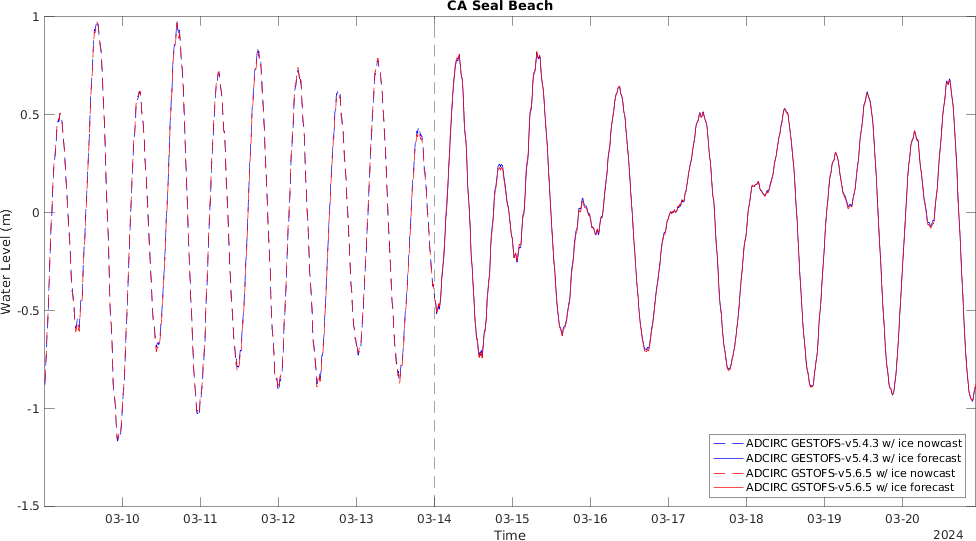 CA Seal Beach
1
0.5
0
-0.5
-1
-1.5
Water Level (m)
03-10 03-11 03-12 03-13 03-14 03-15 03-16 03-17 03-18 03-19 03-20
Time
2024
ADCIRC GESTOFS-v5.4.3 w/ ice nowcast
ADCIRC GESTOFS-v5.4.3 w/ ice forecast
ADCIRC GSTOFS-v5.6.5 w/ ice nowcast
ADCIRC GSTOFS-v5.6.5 w/ ice forecast